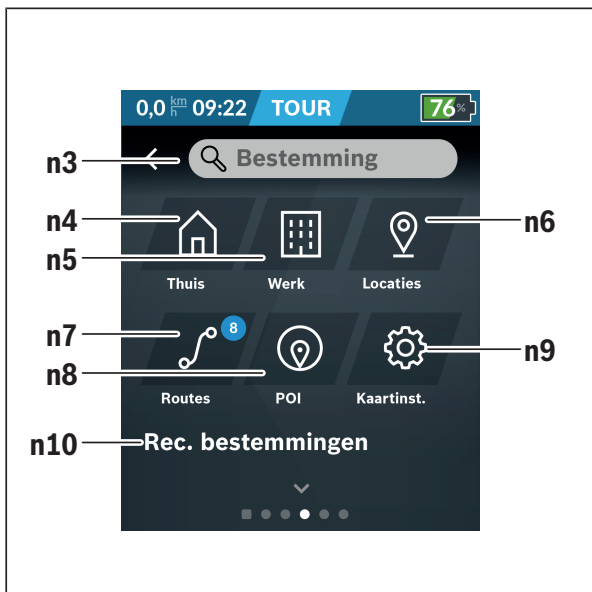 0,0 km/h 09:22 TOUR 76%
n3 Bestemming
n4
n5
n6
Thuis Werk Locaties
n7 8
n8
n9
Routes POI Kaartinst.
n10 Rec. bestemmingen